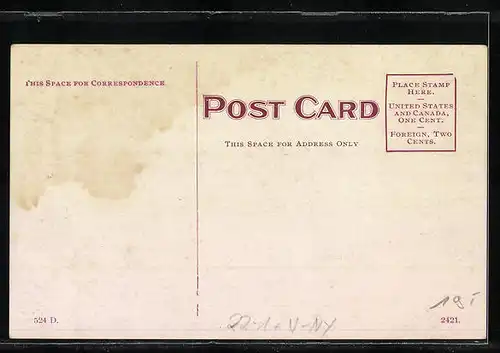 THIS SPACE FOR CORRESPONDENCE
POST CARD
THIS SPACE FOR ADDRESS ONLY
PLACE STAMP
HERE.
—
UNITED STATES
AND CANADA,
ONE CENT.
—
FOREIGN, TWO
CENTS.
524 D.
2421.